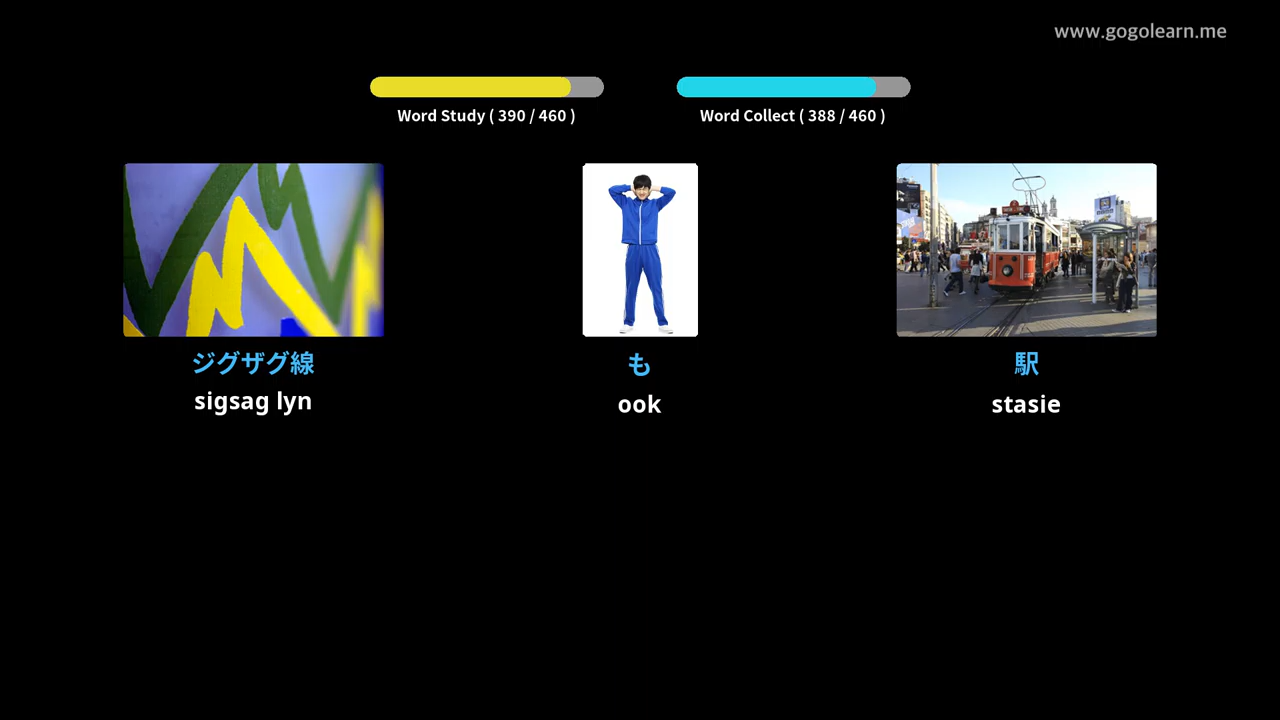 www.gogolearn.me
Word Study ( 390 / 460 )
Word Collect ( 388 / 460 )
ジグザグ線
sigsag lyn
も
ook
駅
stasie